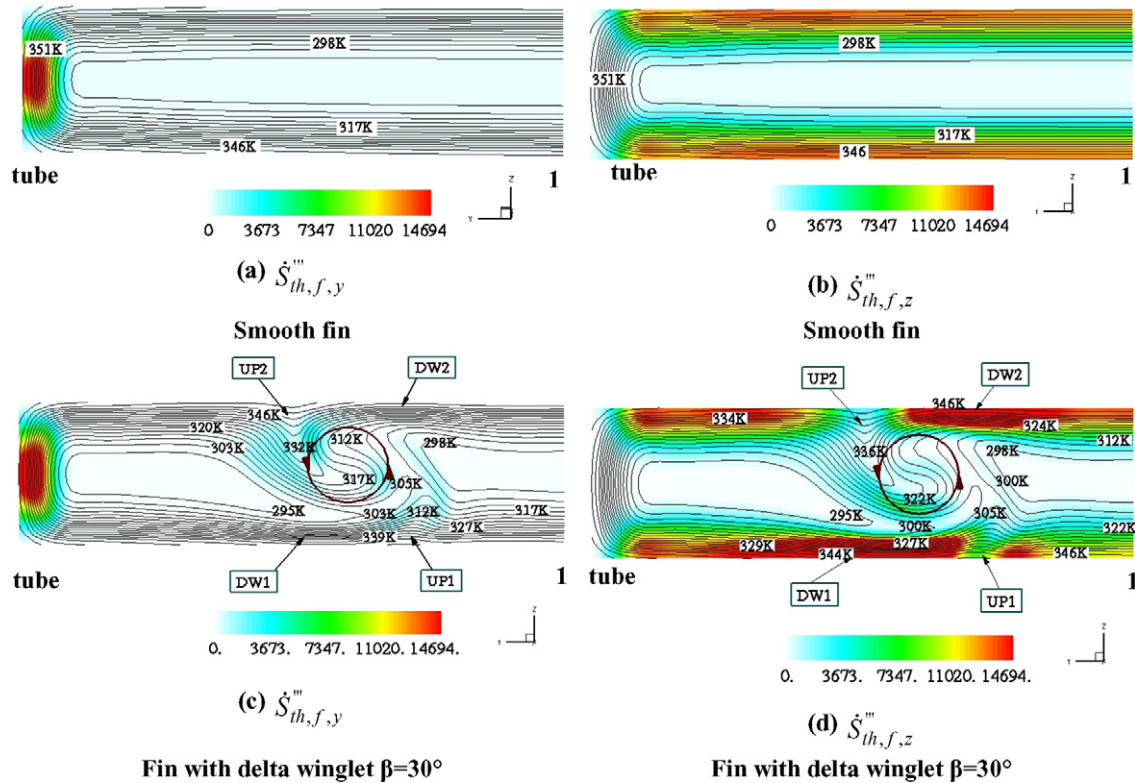 351K
298K
317K
346K
tube
1
0 3673 7347 11020 14694
Y
Z
(a) Ṡ'''th,f,y
Smooth fin
298K
351K
317K
346
tube
1
0 3673 7347 11020 14694
Z
(b) Ṡ'''th,f,z
Smooth fin
UP2
DW2
346K
320K
303K
332K
312K
298K
317K
305K
295K
303K
312K
317K
327K
339K
tube
1
DW1
UP1
0. 3673. 7347. 11020. 14694.
Y
Z
(c) Ṡ'''th,f,y
Fin with delta winglet β=30°
UP2
DW2
346K
334K
324K
312K
336K
298K
300K
322K
305K
295K
300K
322K
329K
327K
344K
346K
tube
1
DW1
UP1
0. 3673. 7347. 11020. 14694.
Y
Z
(d) Ṡ'''th,f,z
Fin with delta winglet β=30°